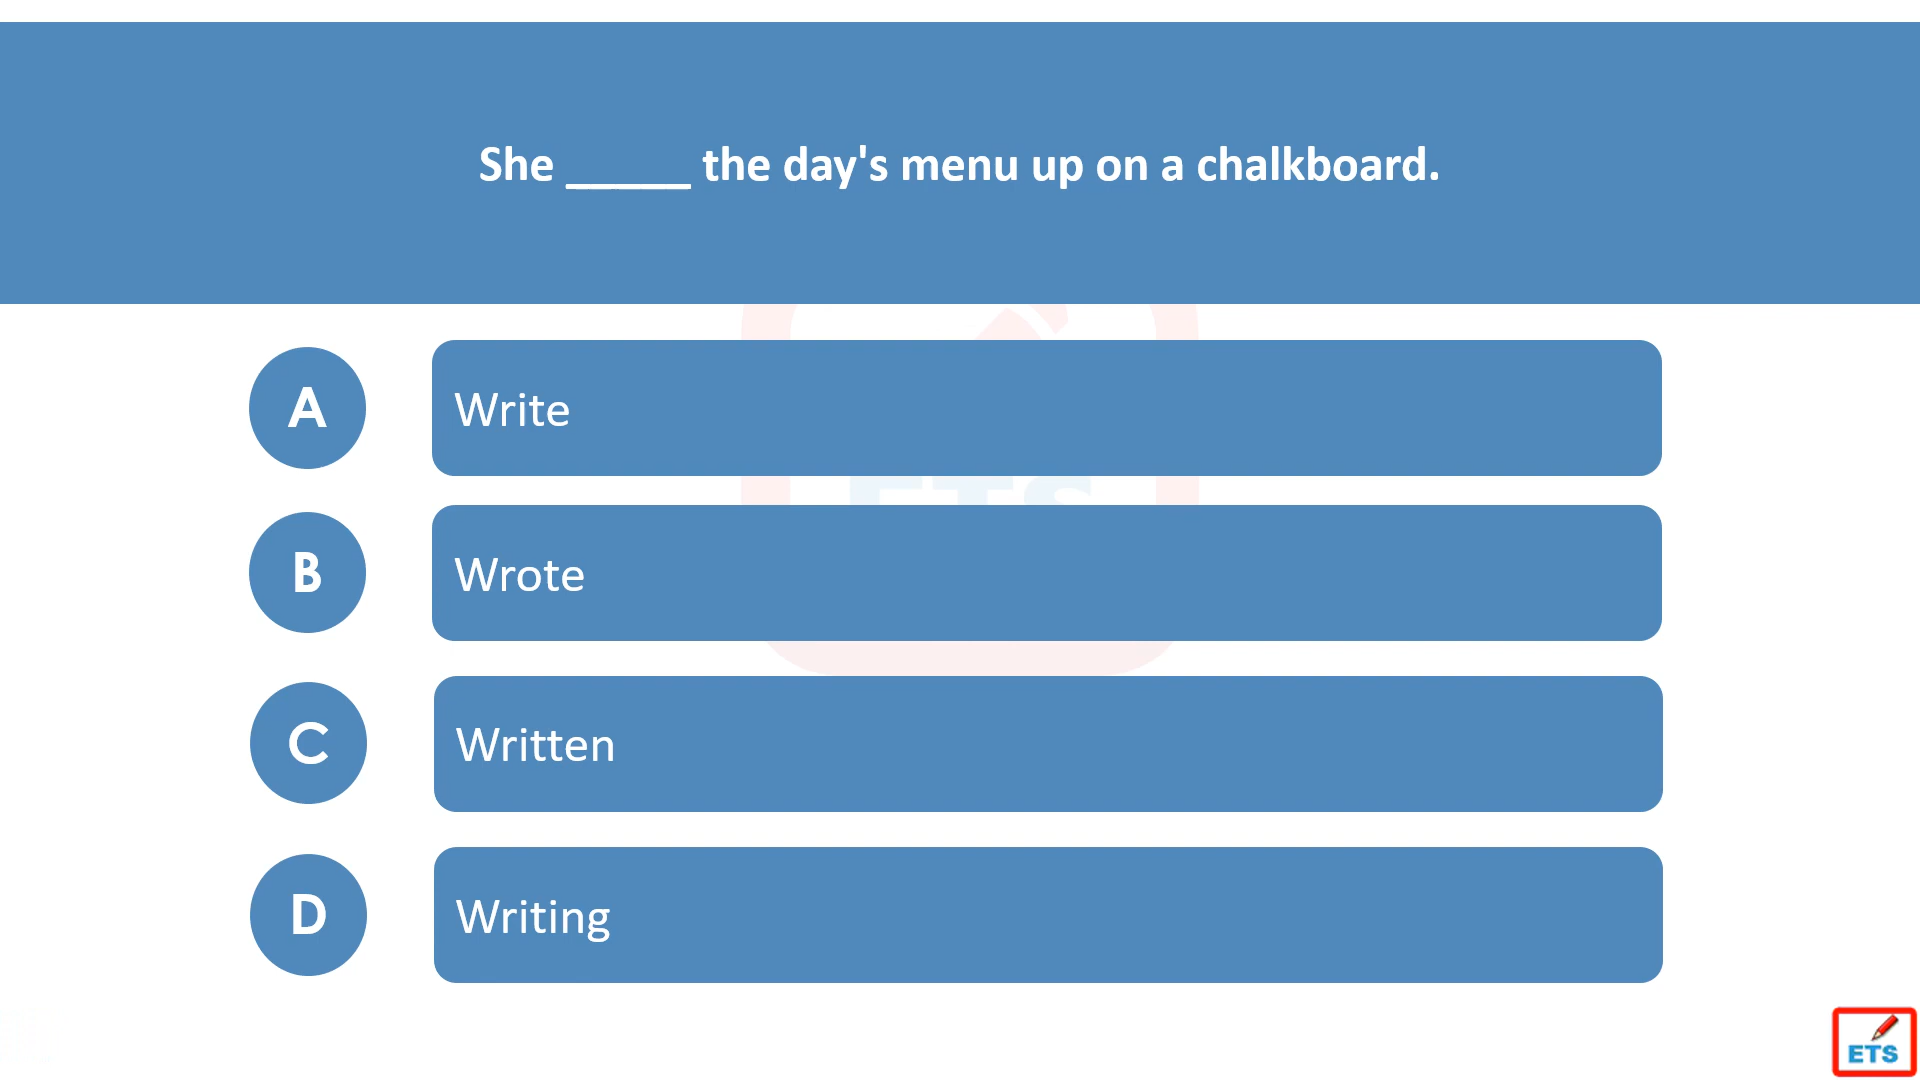 She _____ the day's menu up on a chalkboard.
A
Write
B
Wrote
C
Written
D
Writing
ETS